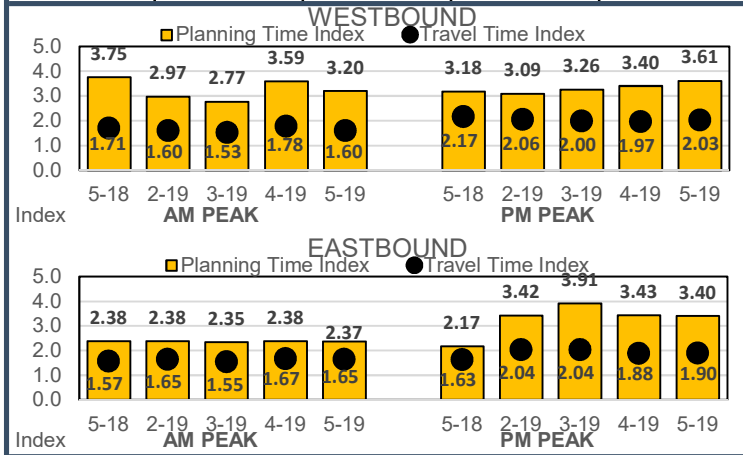 WESTBOUND
Planning Time Index Travel Time Index
5.0
4.0
3.0
2.0
1.0
0.0
3.75 2.97 2.77 3.59 3.20 3.18 3.09 3.26 3.40 3.61
1.71 1.60 1.53 1.78 1.60 2.17 2.06 2.00 1.97 2.03
5-18 2-19 3-19 4-19 5-19 5-18 2-19 3-19 4-19 5-19
Index AM PEAK PM PEAK
EASTBOUND
Planning Time Index Travel Time Index
5.0
4.0
3.0
2.0
1.0
0.0
2.38 2.38 2.35 2.38 2.37 2.17 3.42 3.91 3.43 3.40
1.57 1.65 1.55 1.67 1.65 1.63 2.04 2.04 1.88 1.90
5-18 2-19 3-19 4-19 5-19 5-18 2-19 3-19 4-19 5-19
Index AM PEAK PM PEAK